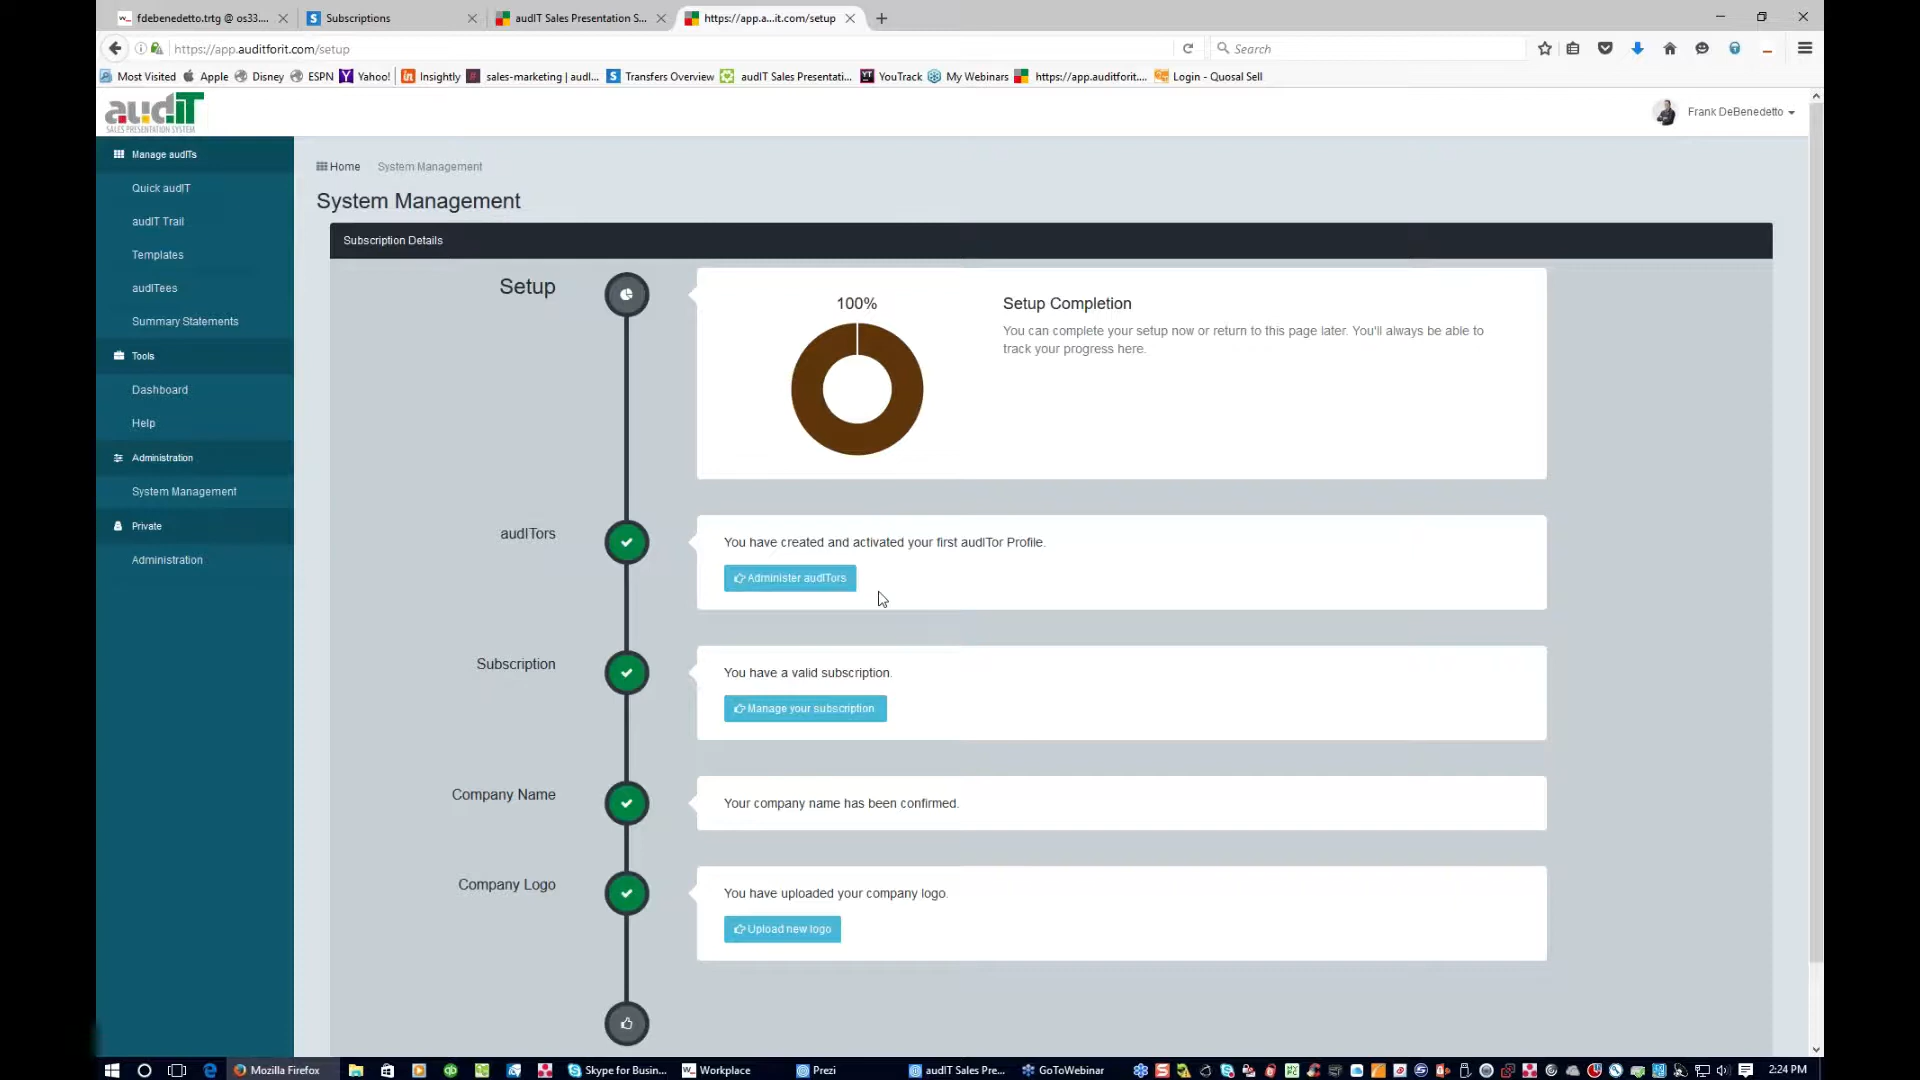 fdebenedetto.trtg @ os33....
Subscriptions
audIT Sales Presentation S...
https://app.a...it.com/setup
https://app.auditforit.com/setup
Search
Most Visited
Apple
Disney
ESPN
Yahoo!
Insightly
sales-marketing | audI...
Transfers Overview
audIT Sales Presentati...
YouTrack
My Webinars
https://app.auditforit....
Login - Quosal Sell
audIT
SALES PRESENTATION SYSTEM
Frank DeBenedetto
Manage audITs
Quick audIT
audIT Trail
Templates
audITees
Summary Statements
Tools
Dashboard
Help
Administration
System Management
Private
Administration
Home
System Management
System Management
Subscription Details
Setup
100%
Setup Completion
You can complete your setup now or return to this page later. You'll always be able to
track your progress here.
audITors
You have created and activated your first audITor Profile.
Administer audITors
Subscription
You have a valid subscription.
Manage your subscription
Company Name
Your company name has been confirmed.
Company Logo
You have uploaded your company logo.
Upload new logo
Mozilla Firefox
Skype for Busin...
Workplace
Prezi
audIT Sales Pre...
GoToWebinar
2:24 PM